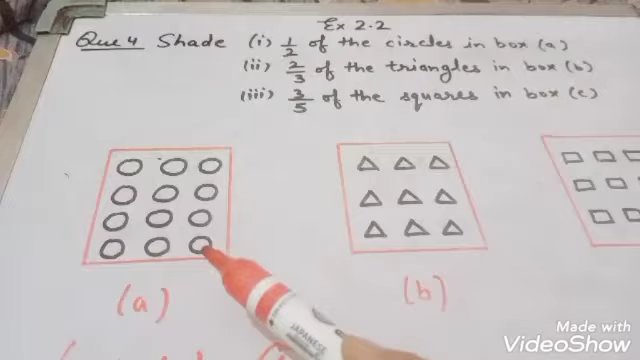 Ex 2.2
Que 4 Shade (i) 1/2 of the circles in box (a)
(ii) 2/3 of the triangles in box (b)
(iii) 3/5 of the squares in box (c)
(a)
(b)
JAPANESE
Made with
VideoShow